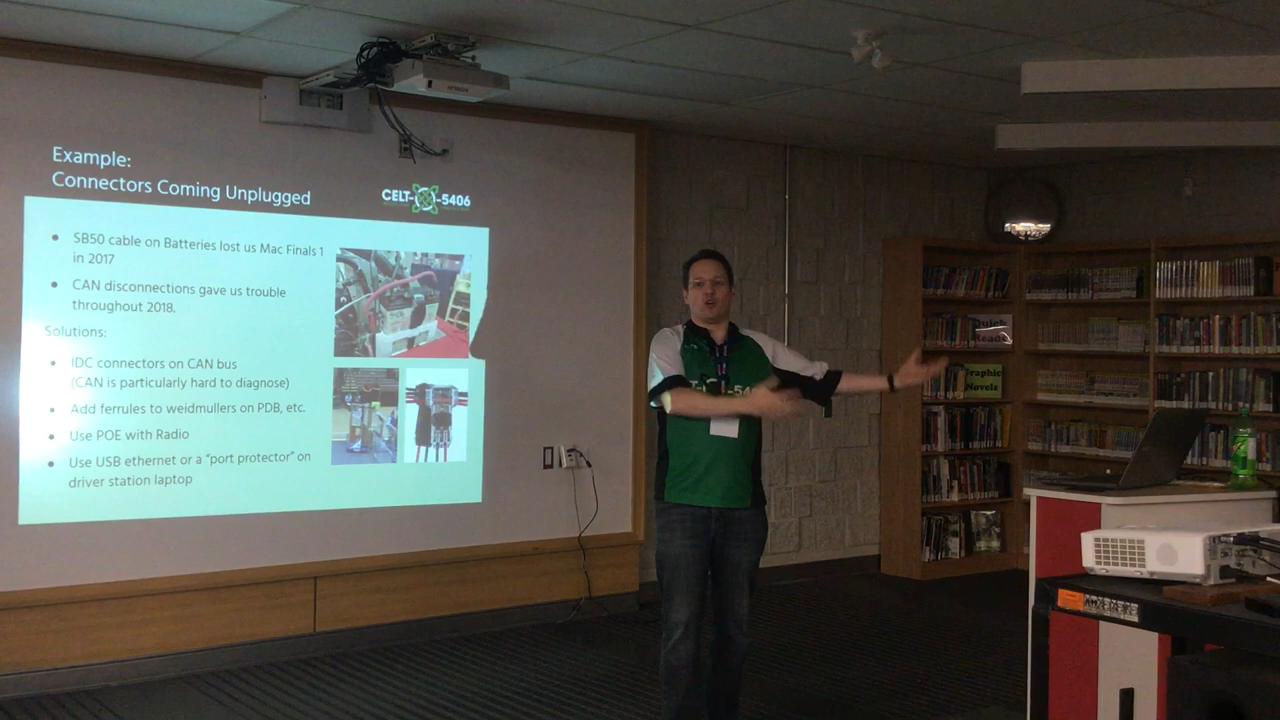 Example:
Connectors Coming Unplugged
CELT-X-5406
SB50 cable on Batteries lost us Mac Finals 1
in 2017
CAN disconnections gave us trouble
throughout 2018.
Solutions:
IDC connectors on CAN bus
(CAN is particularly hard to diagnose)
Add ferrules to weidmullers on PDB, etc.
Use POE with Radio
Use USB ethernet or a "port protector" on
driver station laptop
HITACHI
Quick
Reads
Graphic
Novels